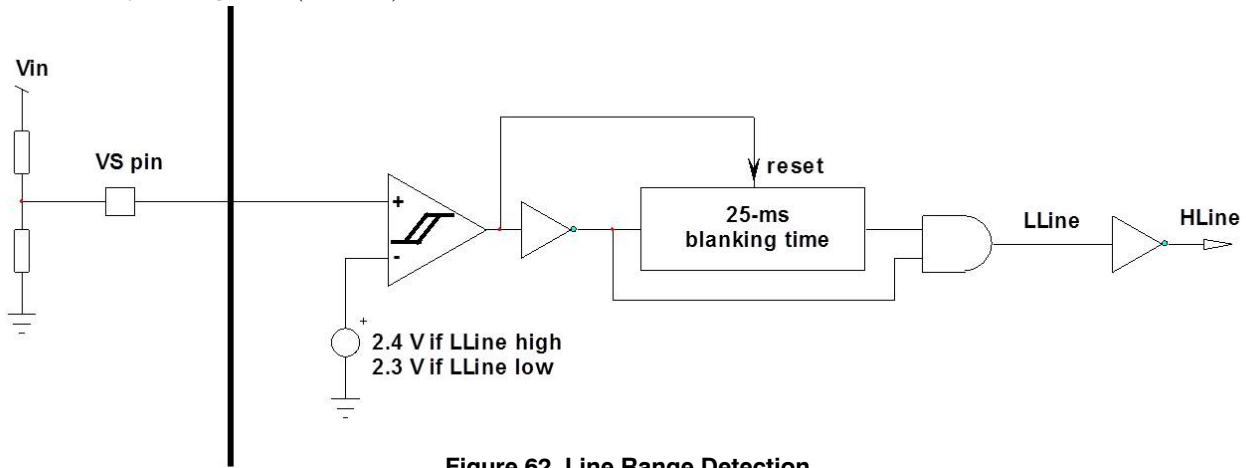 Vin
VS pin
+
-
+
2.4 V if LLine high
2.3 V if LLine low
reset
25-ms
blanking time
LLine
HLine
Figure 62. Line Range Detection